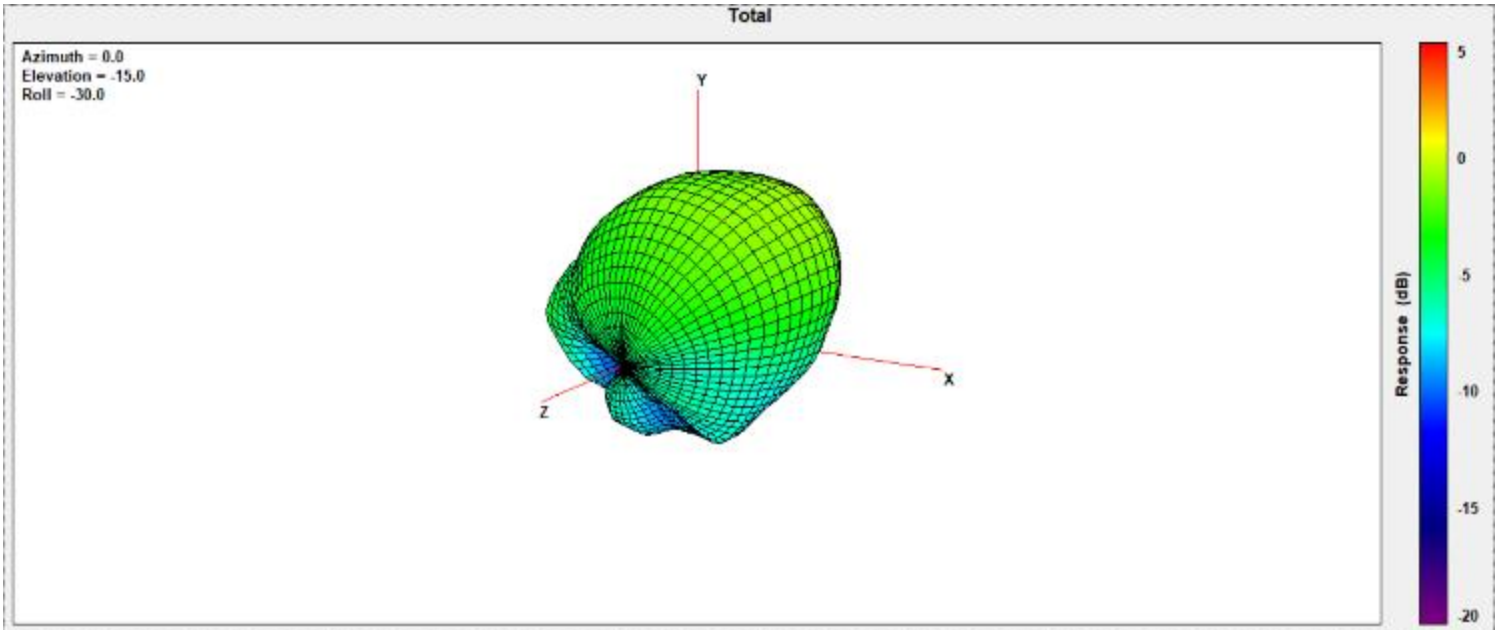 Total
Azimuth = 0.0
Elevation = -15.0
Roll = -30.0
Y
X
Z
5
0
-5
-10
-15
-20
Response (dB)